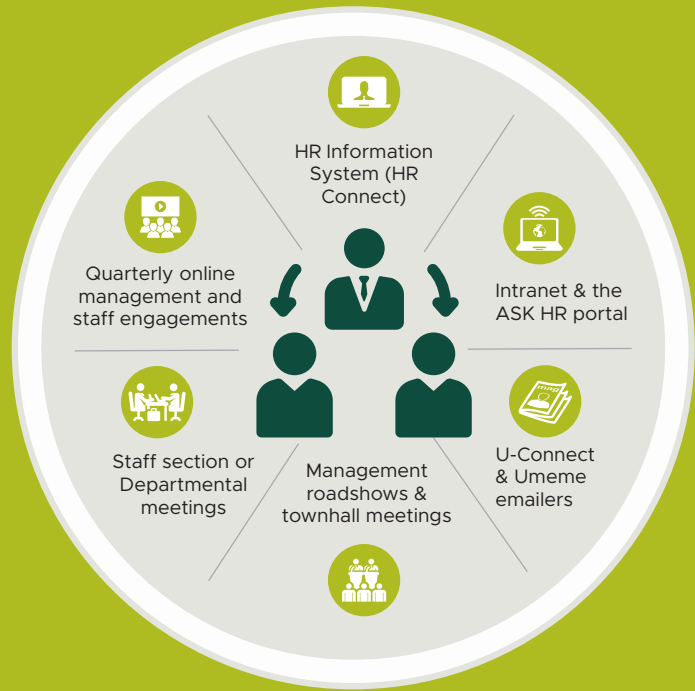 HR Information
System (HR
Connect)
Quarterly online
management and
staff engagements
Intranet & the
ASK HR portal
mag
Staff section or
Departmental
meetings
Management
roadshows &
townhall meetings
U-Connect
& Umeme
emailers